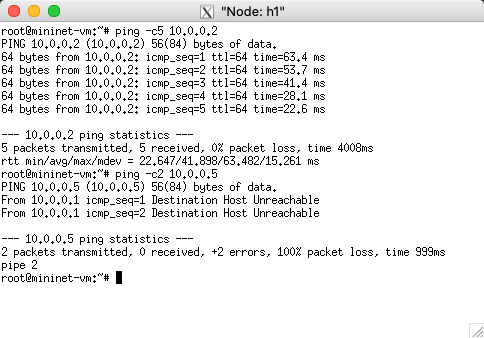 "Node: h1"
root@mininet-vm:~# ping -c5 10.0.0.2
PING 10.0.0.2 (10.0.0.2) 56(84) bytes of data.
64 bytes from 10.0.0.2: icmp_seq=1 ttl=64 time=63.4 ms
64 bytes from 10.0.0.2: icmp_seq=2 ttl=64 time=53.7 ms
64 bytes from 10.0.0.2: icmp_seq=3 ttl=64 time=41.4 ms
64 bytes from 10.0.0.2: icmp_seq=4 ttl=64 time=28.1 ms
64 bytes from 10.0.0.2: icmp_seq=5 ttl=64 time=22.6 ms
--- 10.0.0.2 ping statistics ---
5 packets transmitted, 5 received, 0% packet loss, time 4008ms
rtt min/avg/max/mdev = 22.647/41.898/63.482/15.261 ms
root@mininet-vm:~# ping -c2 10.0.0.5
PING 10.0.0.5 (10.0.0.5) 56(84) bytes of data.
From 10.0.0.1 icmp_seq=1 Destination Host Unreachable
From 10.0.0.1 icmp_seq=2 Destination Host Unreachable
--- 10.0.0.5 ping statistics ---
2 packets transmitted, 0 received, +2 errors, 100% packet loss, time 999ms
pipe 2
root@mininet-vm:~#